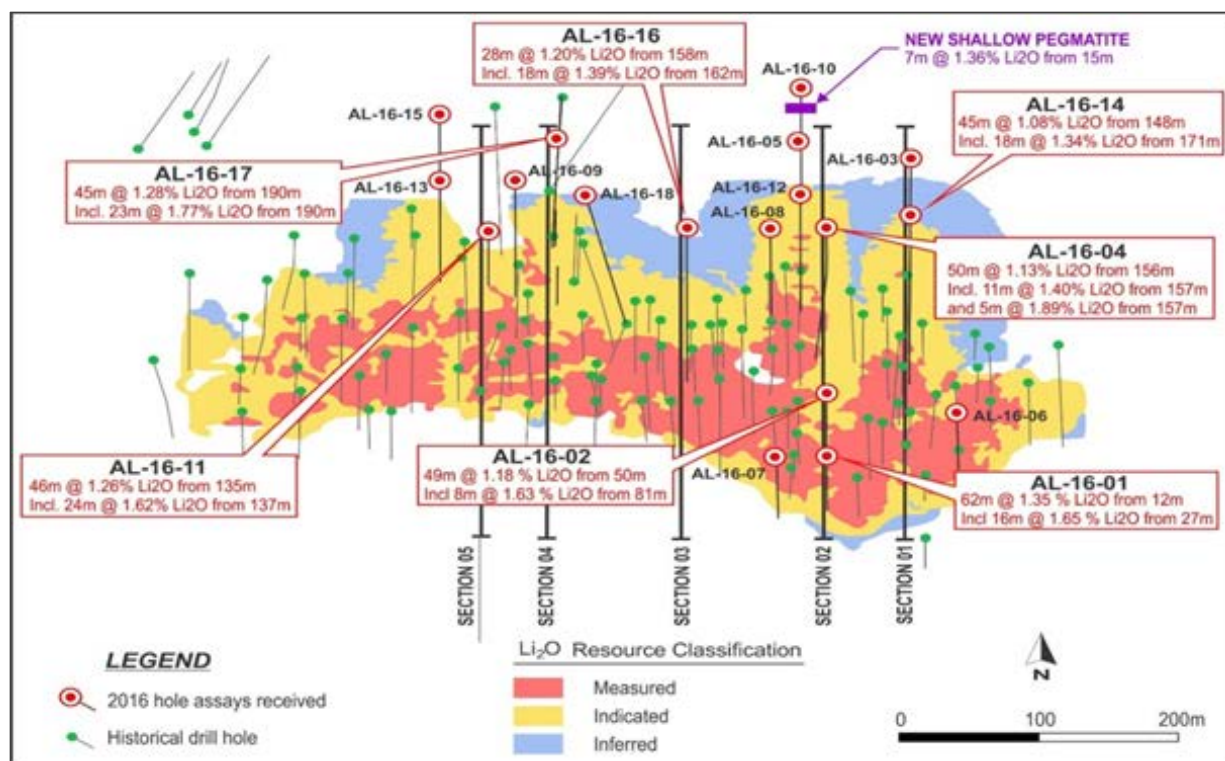 AL-16-16
28m @ 1.20% Li2O from 158m
Incl. 18m @ 1.39% Li2O from 162m
NEW SHALLOW PEGMATITE
7m @ 1.36% Li2O from 15m
AL-16-10
AL-16-14
45m @ 1.08% Li2O from 148m
Incl. 18m @ 1.34% Li2O from 171m
AL-16-15
AL-16-05
AL-16-03
AL-16-17
45m @ 1.28% Li2O from 190m
Incl. 23m @ 1.77% Li2O from 190m
AL-16-13
AL-16-09
AL-16-18
AL-16-12
AL-16-08
AL-16-04
50m @ 1.13% Li2O from 156m
Incl. 11m @ 1.40% Li2O from 157m
and 5m @ 1.89% Li2O from 157m
AL-16-06
AL-16-11
46m @ 1.26% Li2O from 135m
Incl. 24m @ 1.62% Li2O from 137m
AL-16-02
49m @ 1.18 % Li2O from 50m
Incl 8m @ 1.63 % Li2O from 81m
AL-16-07
AL-16-01
62m @ 1.35 % Li2O from 12m
Incl 16m @ 1.65 % Li2O from 27m
SECTION 05
SECTION 04
SECTION 03
SECTION 02
SECTION 01
LEGEND
2016 hole assays received
Historical drill hole
Li₂O Resource Classification
Measured
Indicated
Inferred
N
0 100 200m